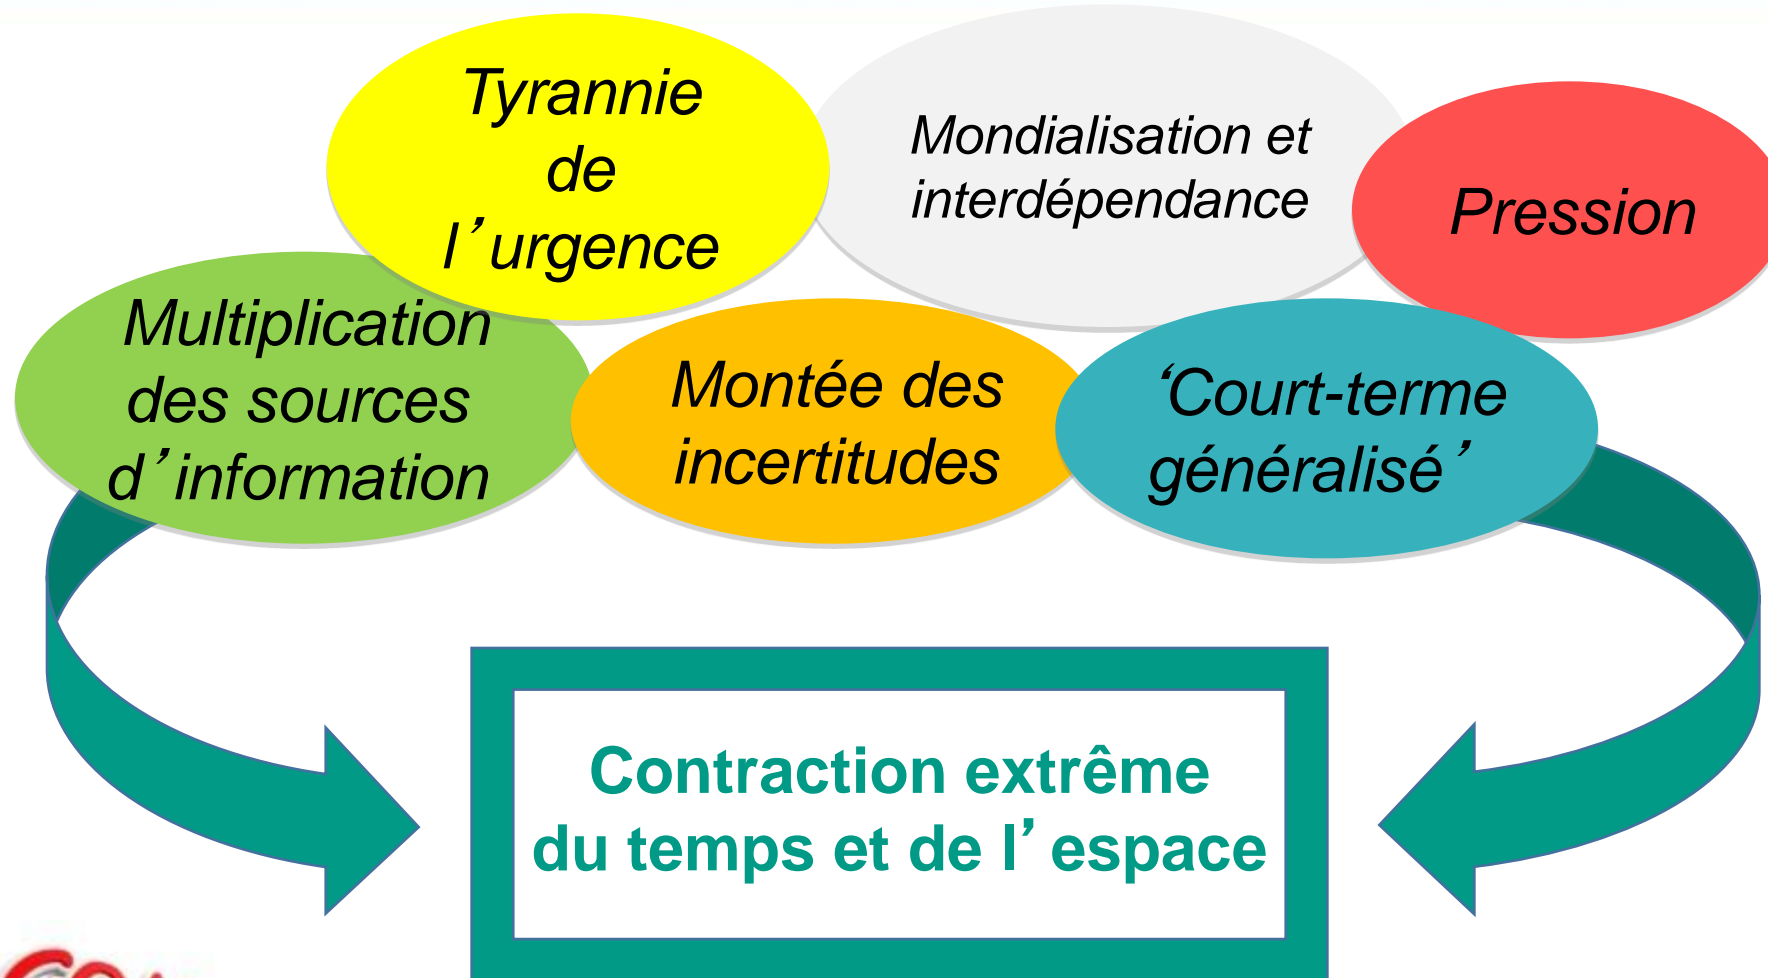 Tyrannie
de
l’urgence
Mondialisation et
interdépendance
Pression
Multiplication
des sources
d’information
Montée des
incertitudes
‘Court-terme
généralisé’
Contraction extrême
du temps et de l’espace